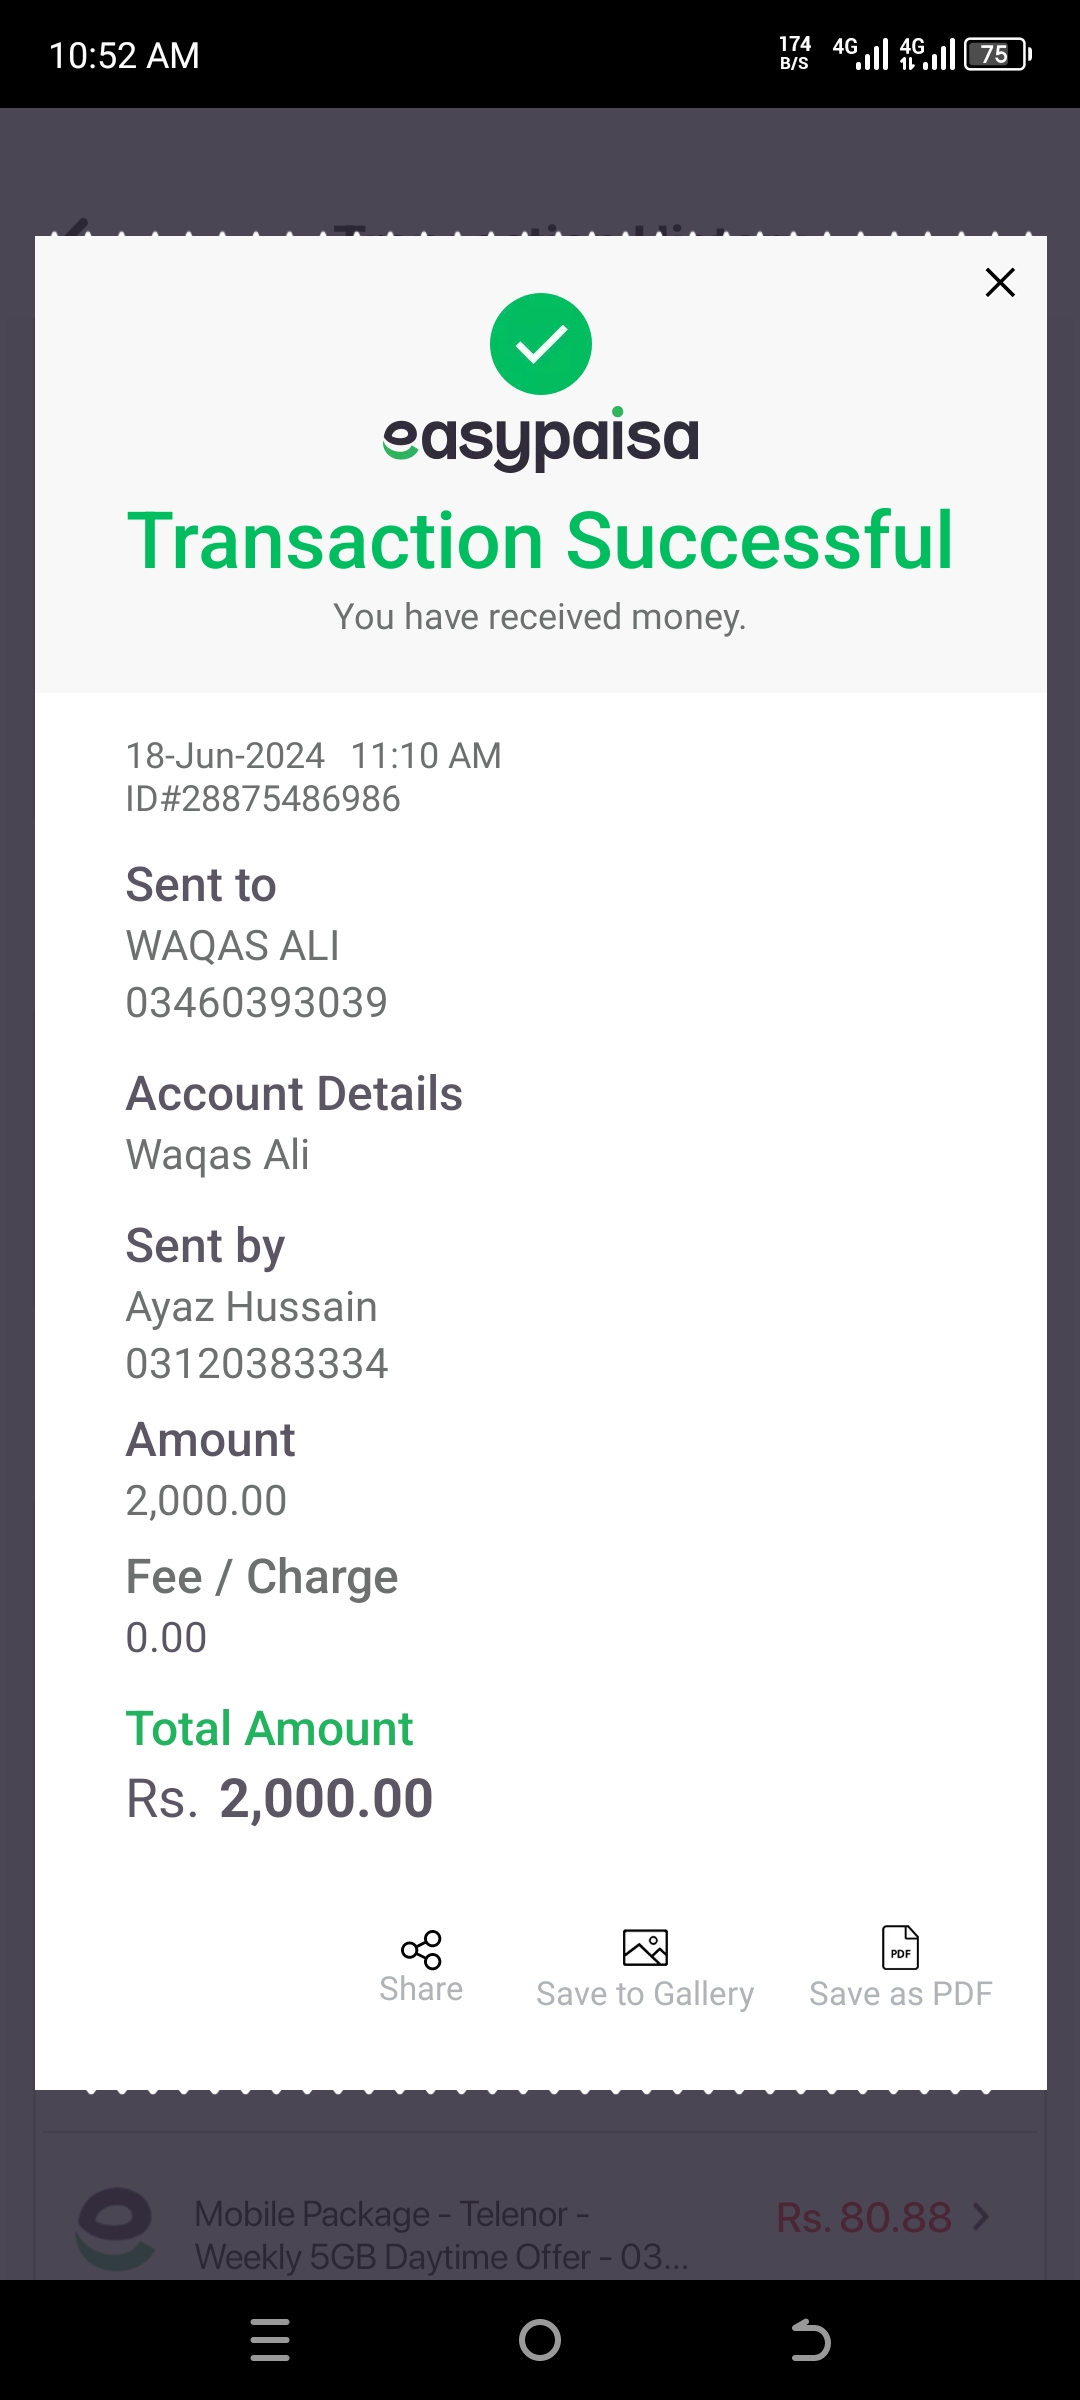 10:52 AM
174
B/S
4G
4G
75
easypaisa
Transaction Successful
You have received money.
18-Jun-2024 11:10 AM
ID#28875486986
Sent to
WAQAS ALI
03460393039
Account Details
Waqas Ali
Sent by
Ayaz Hussain
03120383334
Amount
2,000.00
Fee / Charge
0.00
Total Amount
Rs. 2,000.00
Share
Save to Gallery
PDF
Save as PDF
Mobile Package - Telenor -
Rs. 80.88
Weekly 5GB Daytime Offer - 03...